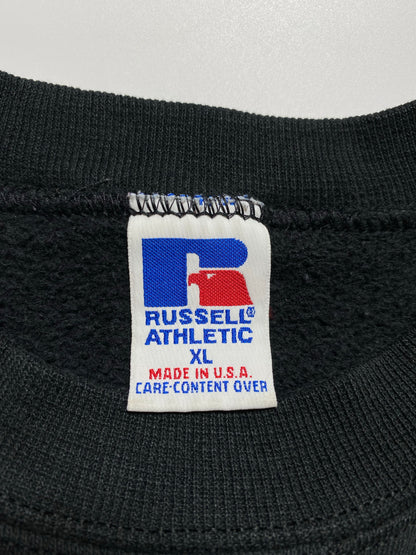 RUSSELL®
ATHLETIC
XL
MADE IN U.S.A.
CARE-CONTENT OVER